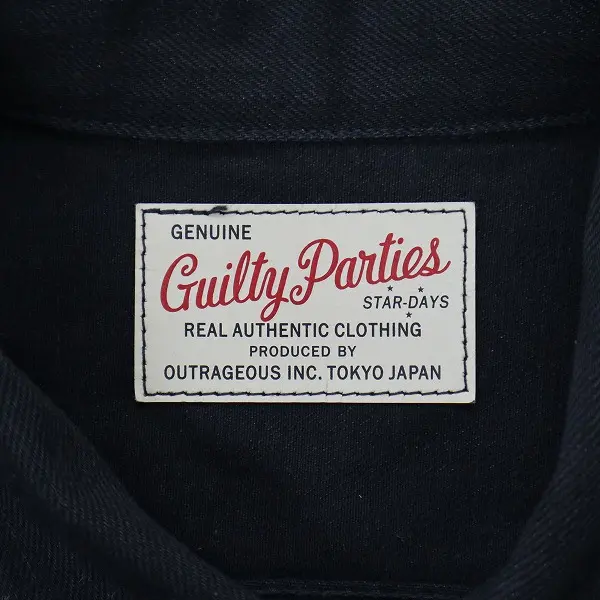 GENUINE
Guilty Parties
STAR-DAYS
REAL AUTHENTIC CLOTHING
PRODUCED BY
OUTRAGEOUS INC. TOKYO JAPAN